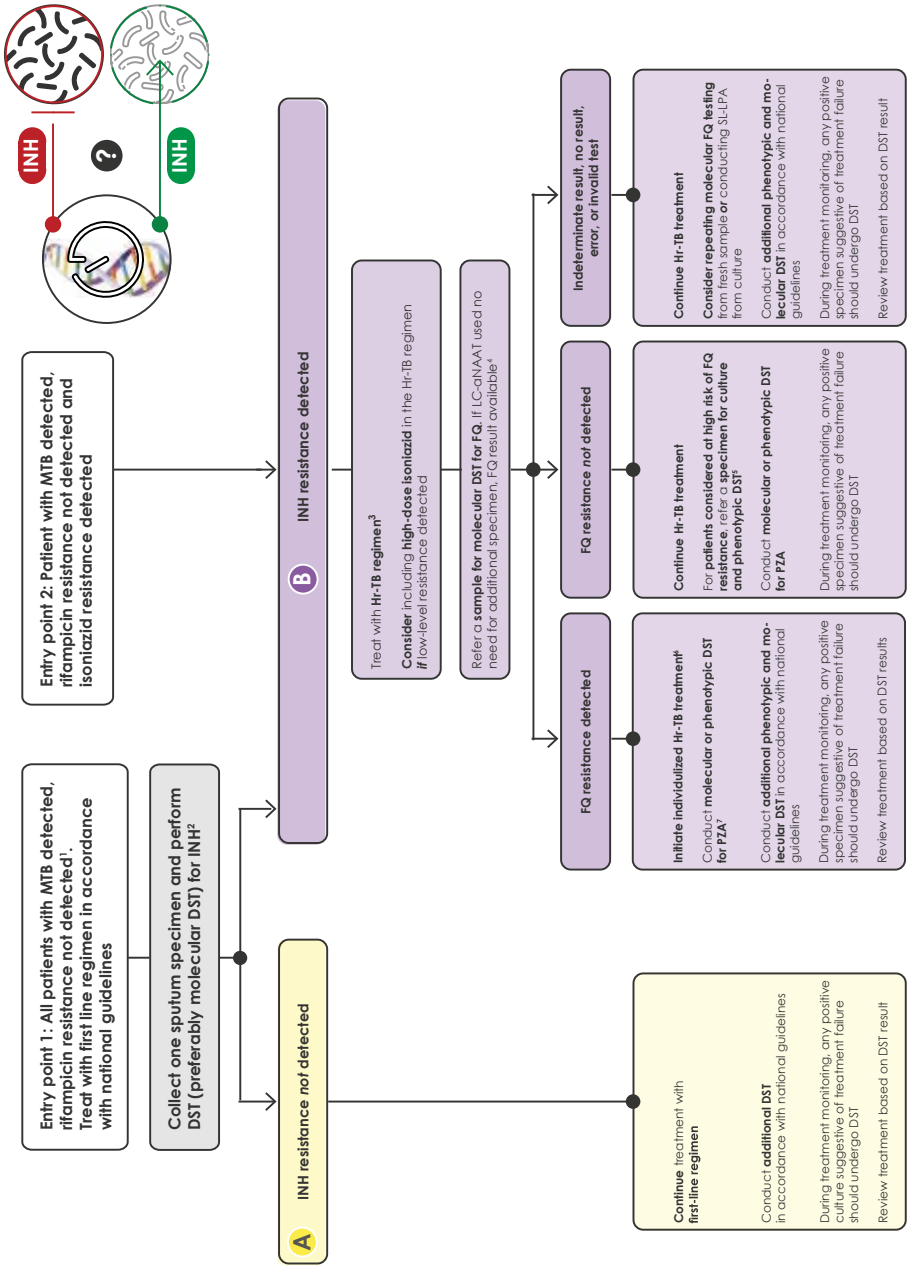 Entry point 1: All patients with MTB detected,
rifampicin resistance not detected¹.
Treat with first line regimen in accordance
with national guidelines
Collect one sputum specimen and perform
DST (preferably molecular DST) for INH²
Entry point 2: Patient with MTB detected,
rifampicin resistance not detected and
isoniazid resistance detected
INH
?
INH
A
INH resistance not detected
B
INH resistance detected
Treat with Hr-TB regimen³
Consider including high-dose isoniazid in the Hr-TB regimen
if low-level resistance detected
Refer a sample for molecular DST for FQ. If LC-aNAAT used no
need for additional specimen, FQ result available⁴
FQ resistance detected
FQ resistance not detected
Indeterminate result, no result,
error, or invalid test
Continue treatment with
first-line regimen
Conduct additional DST
in accordance with national guidelines
During treatment monitoring, any positive
culture suggestive of treatment failure
should undergo DST
Review treatment based on DST result
Initiate individulized Hr-TB treatment⁶
Conduct molecular or phenotypic DST
for PZA⁷
Conduct additional phenotypic and mo-
lecular DST in accordance with national
guidelines
During treatment monitoring, any positive
specimen suggestive of treatment failure
should undergo DST
Review treatment based on DST results
Continue Hr-TB treatment
For patients considered at high risk of FQ
resistance, refer a specimen for culture
and phenotypic DST⁵
Conduct molecular or phenotypic DST
for PZA
During treatment monitoring, any positive
specimen suggestive of treatment failure
should undergo DST
Continue Hr-TB treatment
Consider repeating molecular FQ testing
from fresh sample or conducting SL-LPA
from culture
Conduct additional phenotypic and mo-
lecular DST in accordance with national
guidelines
During treatment monitoring, any positive
specimen suggestive of treatment failure
should undergo DST
Review treatment based on DST result